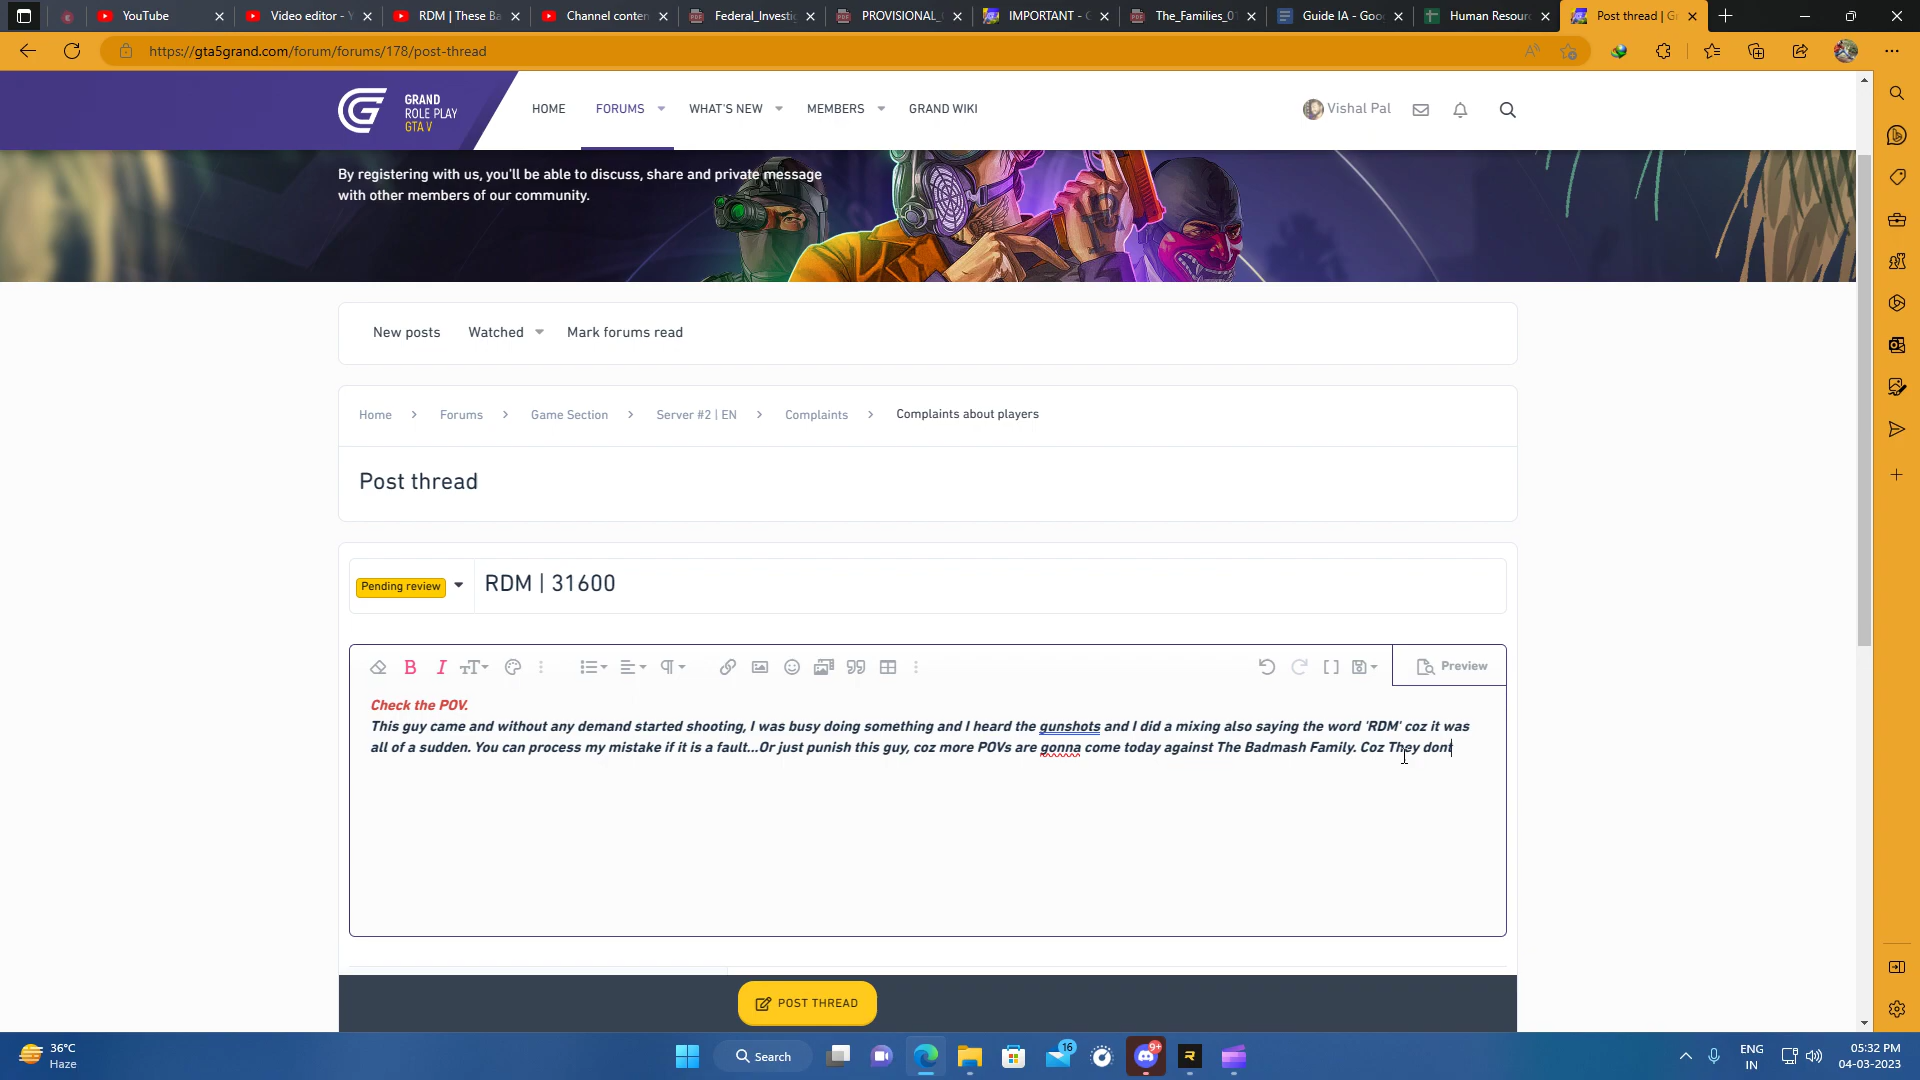 YouTube
Video editor - Y
RDM | These Ba
Channel conten
Federal_Investig
PROVISIONAL_
IMPORTANT - G
The_Families_01
Guide IA - Goo
Human Resour
Post thread | G
https://gta5grand.com/forum/forums/178/post-thread
GRAND
ROLE PLAY
GTA V
HOME
FORUMS
WHAT'S NEW
MEMBERS
GRAND WIKI
Vishal Pal
By registering with us, you'll be able to discuss, share and private message
with other members of our community.
New posts
Watched
Mark forums read
Home
Forums
Game Section
Server #2 | EN
Complaints
Complaints about players
Post thread
Pending review
RDM | 31600
Preview
Check the POV.
This guy came and without any demand started shooting, I was busy doing something and I heard the gunshots and I did a mixing also saying the word 'RDM' coz it was
all of a sudden. You can process my mistake if it is a fault...Or just punish this guy, coz more POVs are gonna come today against The Badmash Family. Coz They dont
POST THREAD
36°C
Haze
Search
16
9+
ENG
IN
05:32 PM
04-03-2023